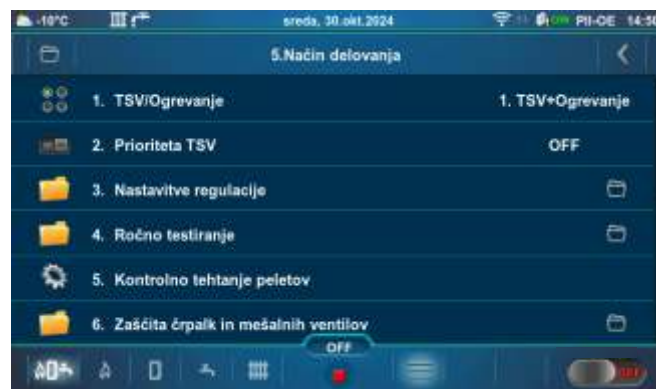 -10°C sreda, 30.okt.2024 PII-OE 14:50
5.Način delovanja
1. TSV/Ogrevanje 1. TSV+Ogrevanje
2. Prioriteta TSV OFF
3. Nastavitve regulacije
4. Ročno testiranje
5. Kontrolno tehtanje peletov
6. Zaščita črpalk in mešalnih ventilov
OFF
OFF